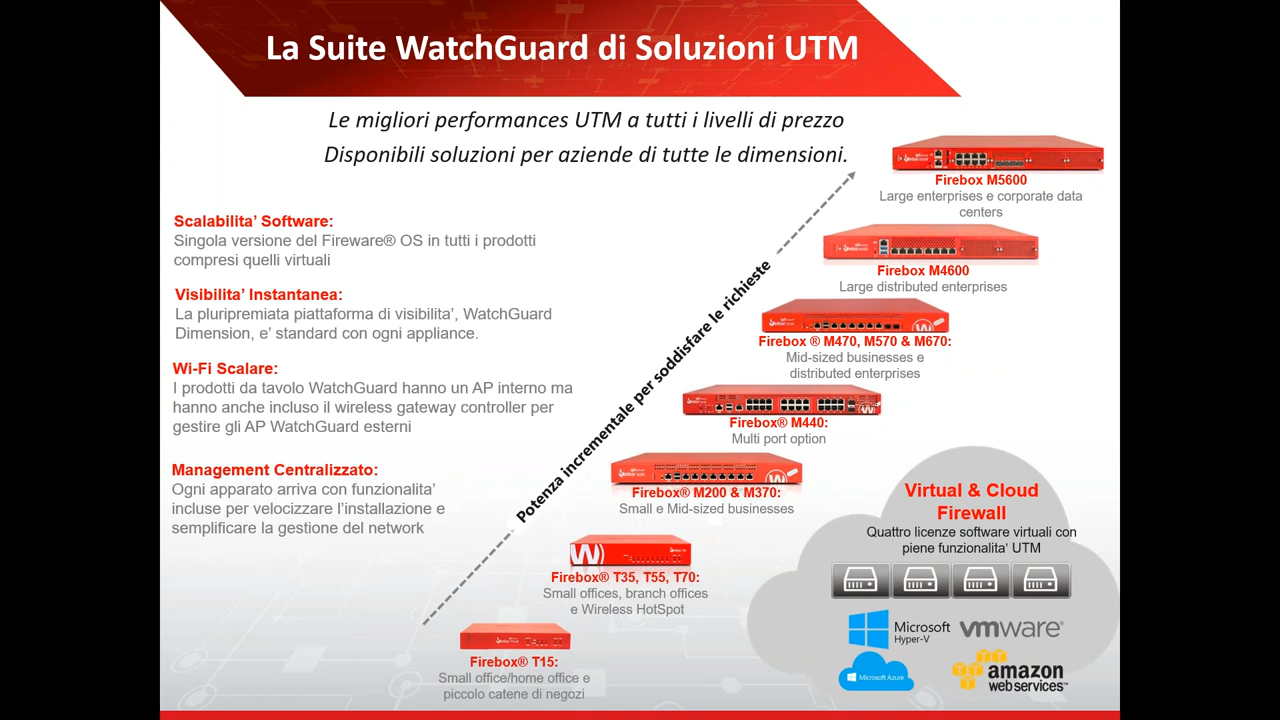 La Suite WatchGuard di Soluzioni UTM
Le migliori performances UTM a tutti i livelli di prezzo
Disponibili soluzioni per aziende di tutte le dimensioni.
Scalabilita’ Software:
Singola versione del Fireware® OS in tutti i prodotti
compresi quelli virtuali
Visibilita’ Instantanea:
La pluripremiata piattaforma di visibilita’, WatchGuard
Dimension, e’ standard con ogni appliance.
Wi-Fi Scalare:
I prodotti da tavolo WatchGuard hanno un AP interno ma
hanno anche incluso il wireless gateway controller per
gestire gli AP WatchGuard esterni
Management Centralizzato:
Ogni apparato arriva con funzionalita’
incluse per velocizzare l’installazione e
semplificare la gestione del network
Potenza incrementale per soddisfare le richieste
Firebox M5600
Large enterprises e corporate data
centers
Firebox M4600
Large distributed enterprises
Firebox ® M470, M570 & M670:
Mid-sized businesses e
distributed enterprises
Firebox® M440:
Multi port option
Firebox® M200 & M370:
Small e Mid-sized businesses
Firebox® T35, T55, T70:
Small offices, branch offices
e Wireless HotSpot
Firebox® T15:
Small office/home office e
piccolo catene di negozi
Virtual & Cloud
Firewall
Quattro licenze software virtuali con
piene funzionalita’ UTM
Microsoft
Hyper-V
vmware®
Microsoft Azure
amazon
web services™